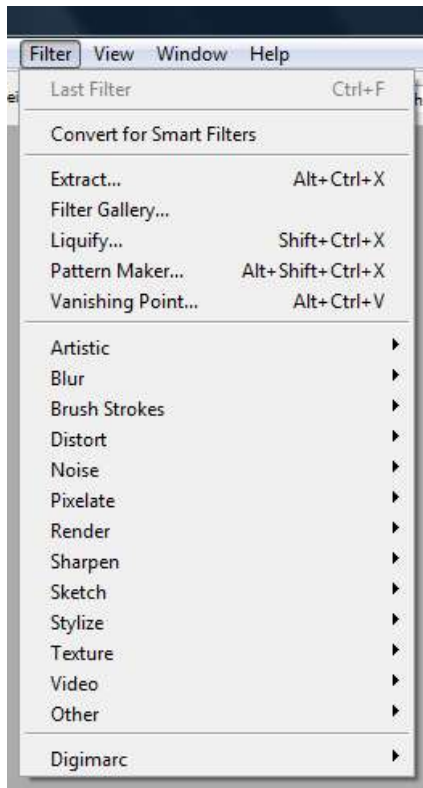 Filter View Window Help
Last Filter Ctrl+F
Convert for Smart Filters
Extract... Alt+Ctrl+X
Filter Gallery...
Liquify... Shift+Ctrl+X
Pattern Maker... Alt+Shift+Ctrl+X
Vanishing Point... Alt+Ctrl+V
Artistic
Blur
Brush Strokes
Distort
Noise
Pixelate
Render
Sharpen
Sketch
Stylize
Texture
Video
Other
Digimarc